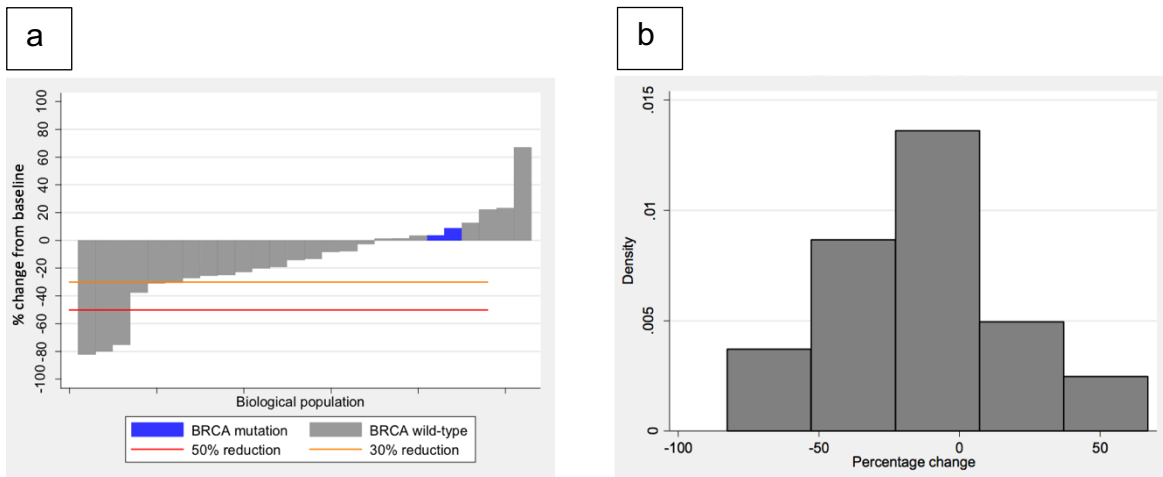 a
b
% change from baseline
100
80
60
40
20
0
-20
-40
-60
-80
-100
Biological population
BRCA mutation BRCA wild-type
50% reduction 30% reduction
Density
.015
.01
.005
0
-100 -50 0 50
Percentage change